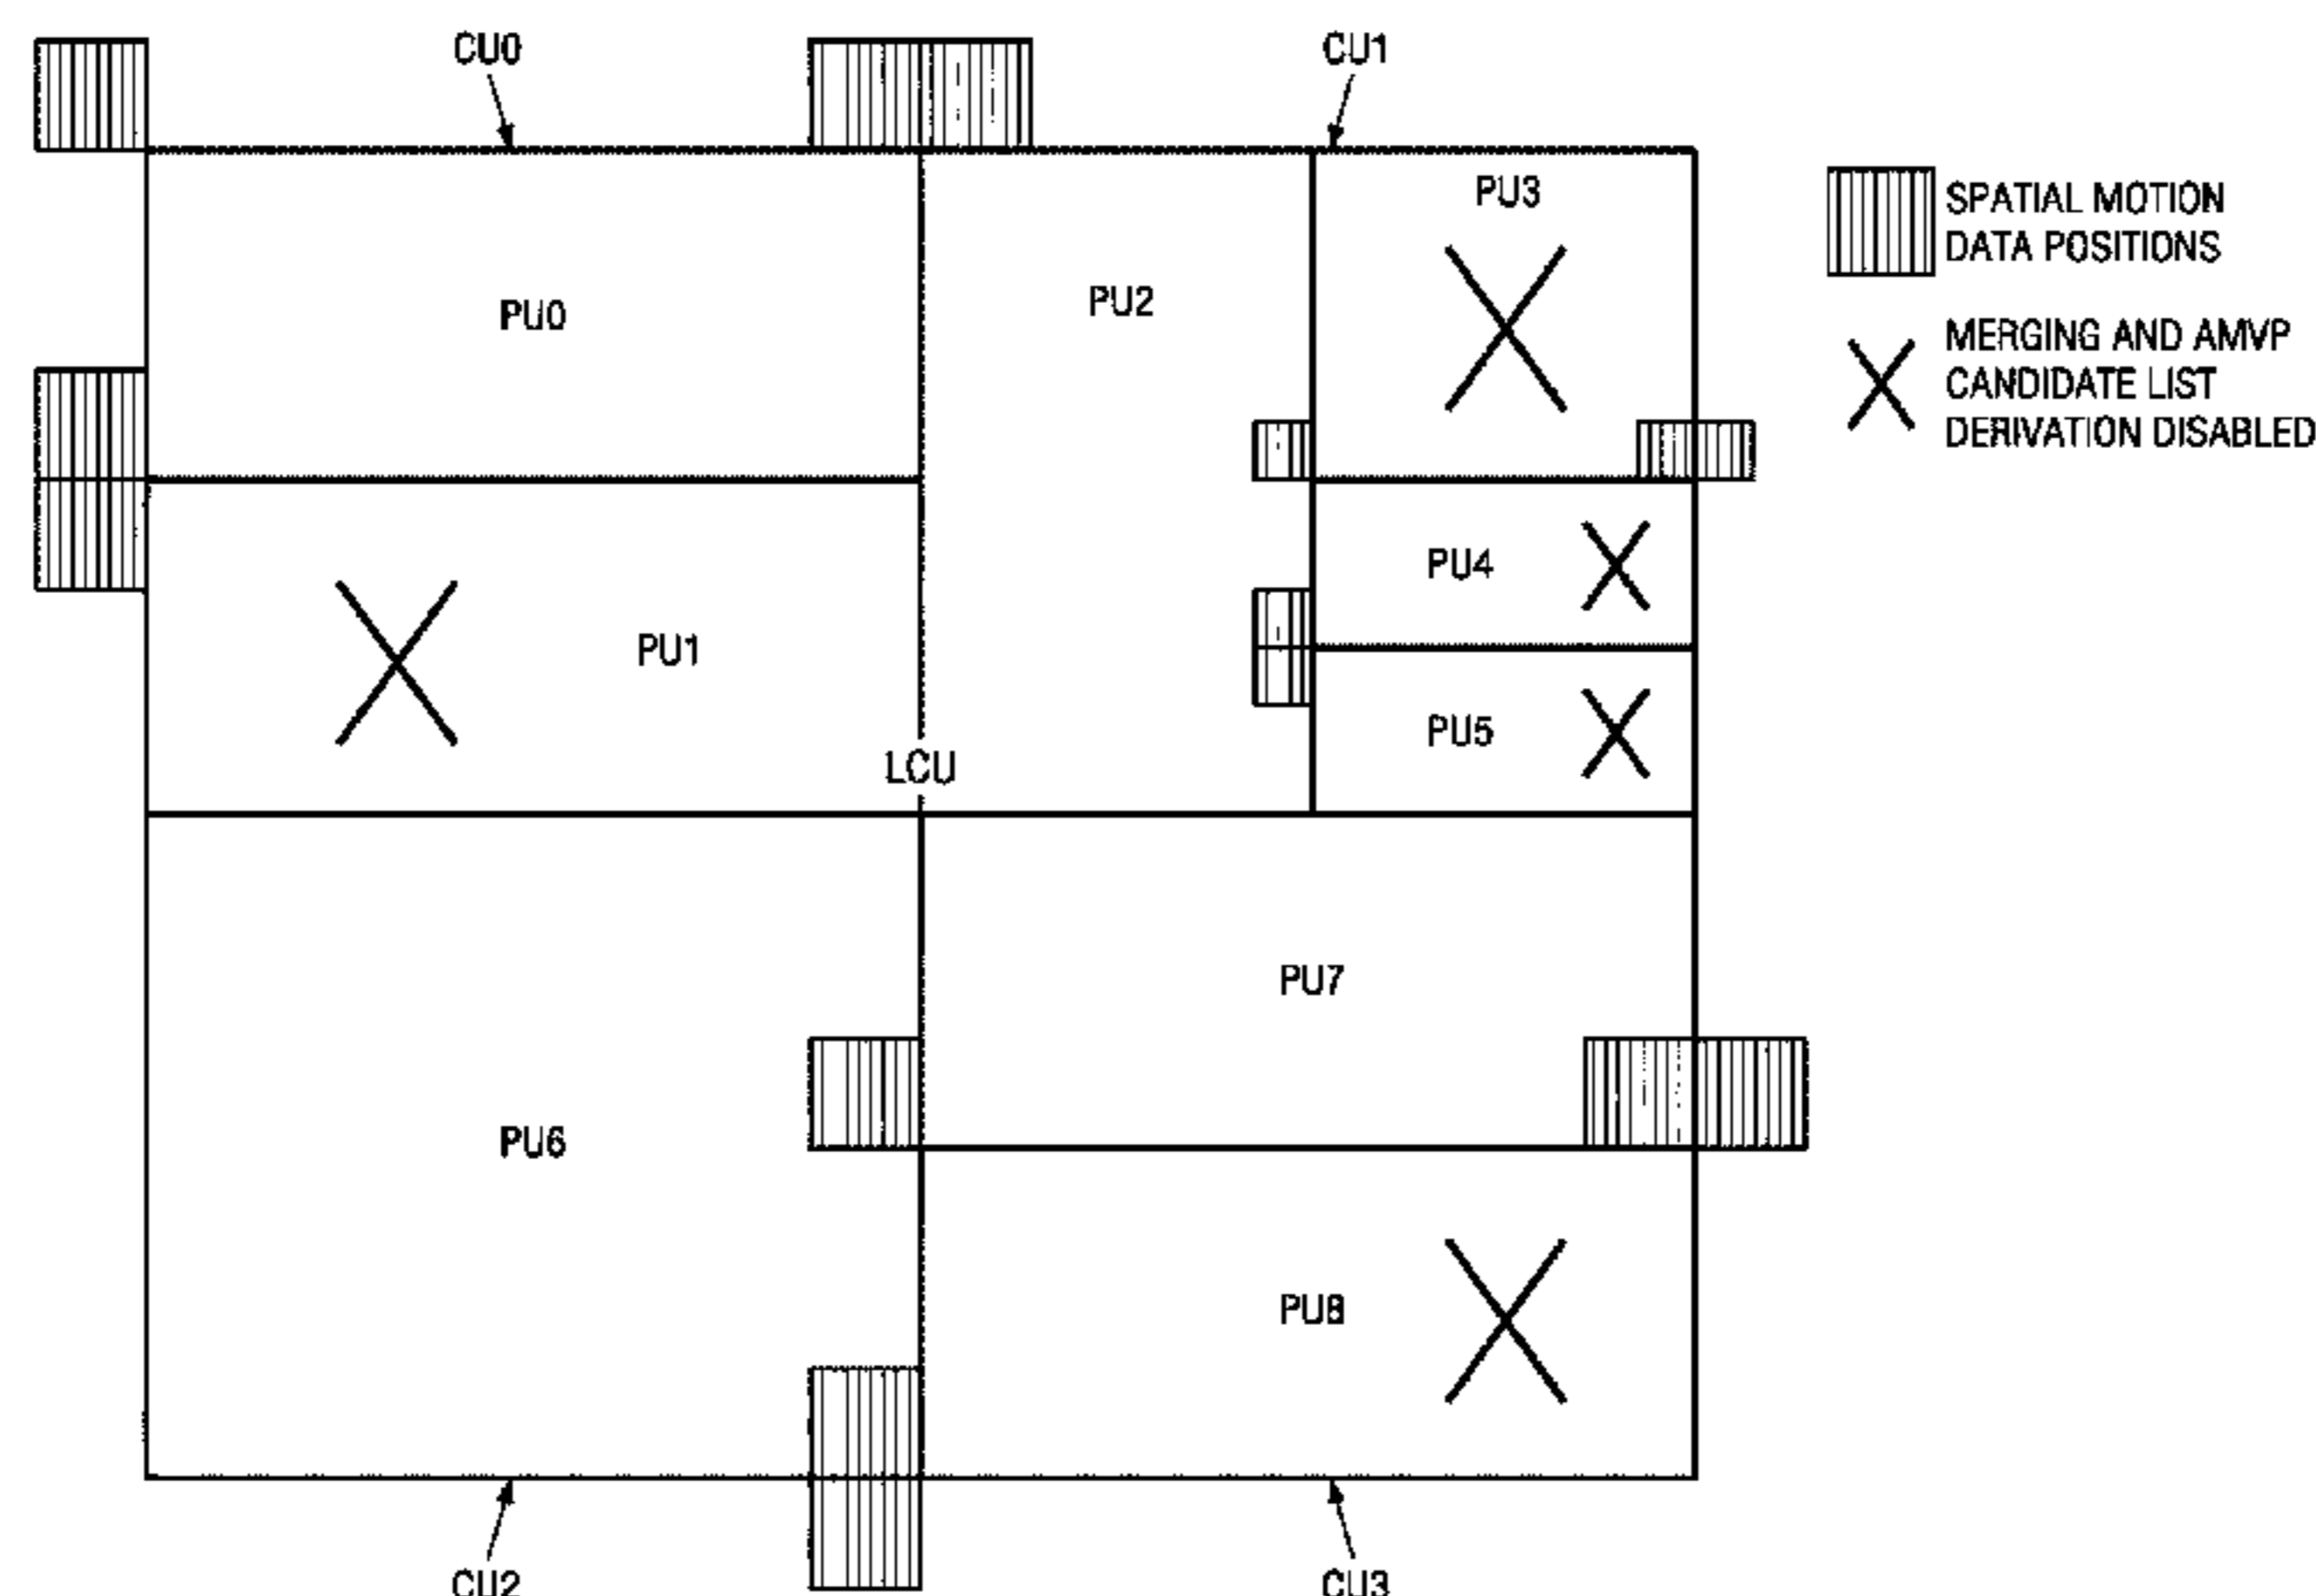 CU0
CU1
PU0
PU2
PU3
SPATIAL MOTION
DATA POSITIONS
MERGING AND AMVP
CANDIDATE LIST
DERIVATION DISABLED
PU4
PU1
PU5
LCU
PU6
PU7
PU8
CU2
CU3